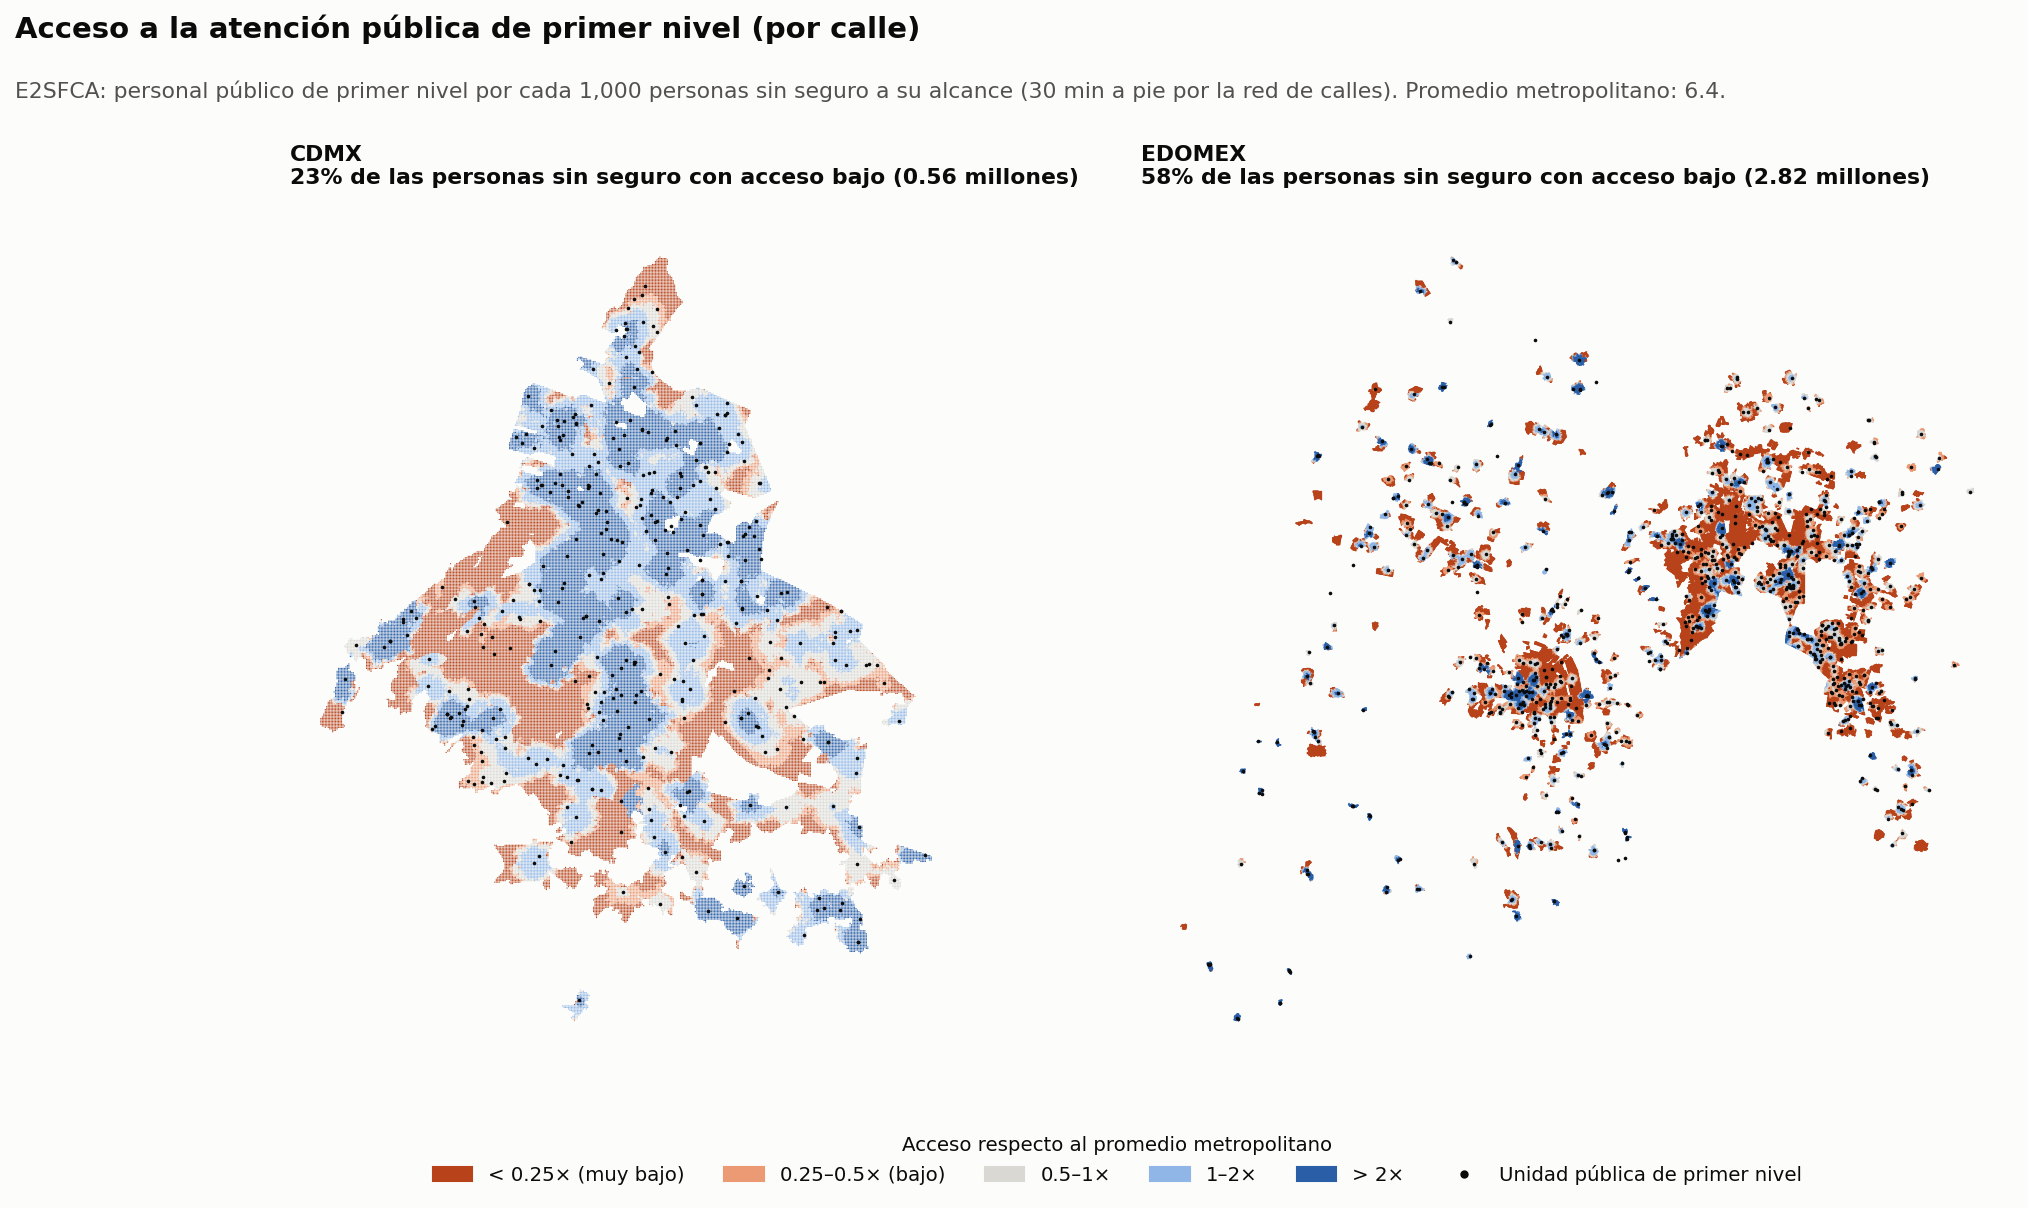 Acceso a la atención pública de primer nivel (por calle)
E2SFCA: personal público de primer nivel por cada 1,000 personas sin seguro a su alcance (30 min a pie por la red de calles). Promedio metropolitano: 6.4.
CDMX
23% de las personas sin seguro con acceso bajo (0.56 millones)
EDOMEX
58% de las personas sin seguro con acceso bajo (2.82 millones)
Acceso respecto al promedio metropolitano
< 0.25× (muy bajo) 0.25–0.5× (bajo) 0.5–1× 1–2× > 2× Unidad pública de primer nivel